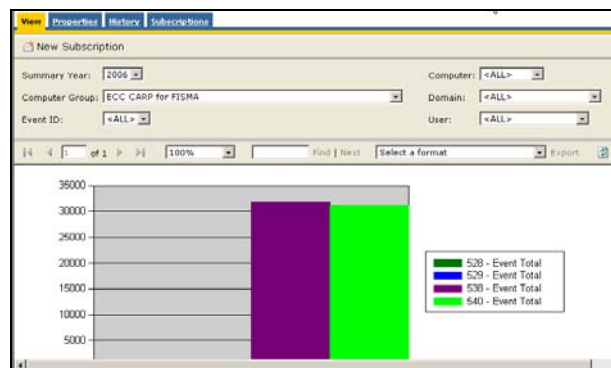 View Properties History Subscriptions
New Subscription
Summary Year: 2006 Computer: <ALL>
Computer Group: ECC CARP for FISMA Domain: <ALL>
Event ID: <ALL> User: <ALL>
1 of 1 100% Find | Next Select a format Export
35000
30000
25000
20000
15000
10000
5000
528 - Event Total
529 - Event Total
538 - Event Total
540 - Event Total